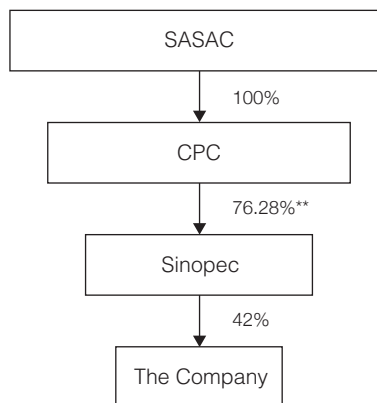 SASAC
100%
CPC
76.28%**
Sinopec
42%
The Company